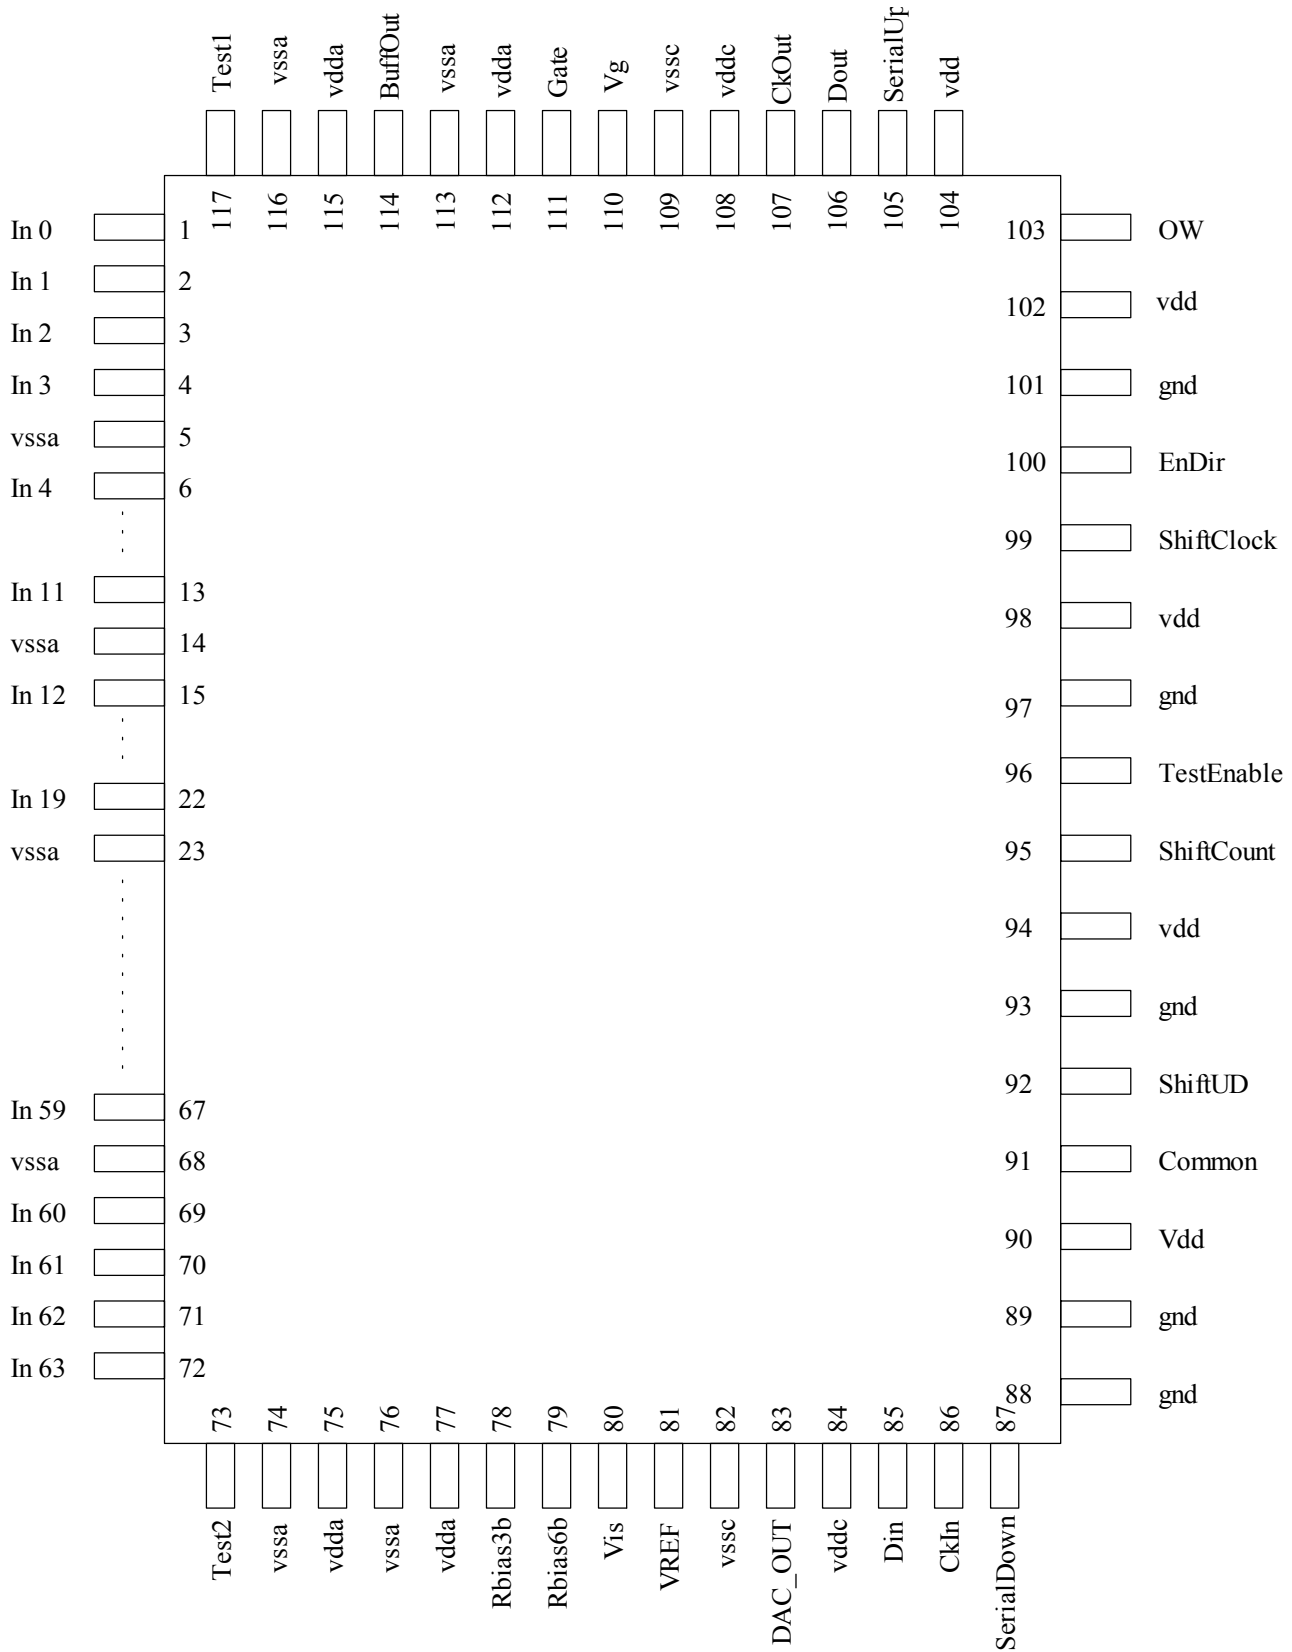 Test1 vssa vdda BuffOut vssa vdda Gate Vg vssc vddc CkOut Dout SerialUp vdd
117 116 115 114 113 112 111 110 109 108 107 106 105 104
In 0 1 103 OW
In 1 2
102 vdd
In 2 3
In 3 4 101 gnd
vssa 5
100 EnDir
In 4 6
99 ShiftClock
In 11 13
98 vdd
vssa 14
In 12 15 97 gnd
96 TestEnable
In 19 22
vssa 23 95 ShiftCount
94 vdd
93 gnd
92 ShiftUD
In 59 67
vssa 68 91 Common
In 60 69
90 Vdd
In 61 70
In 62 71 89 gnd
In 63 72
88 gnd
73 74 75 76 77 78 79 80 81 82 83 84 85 86 87
Test2 vssa vdda vssa vdda Rbias3b Rbias6b Vis VREF vssc DAC_OUT vddc Din CkIn SerialDown